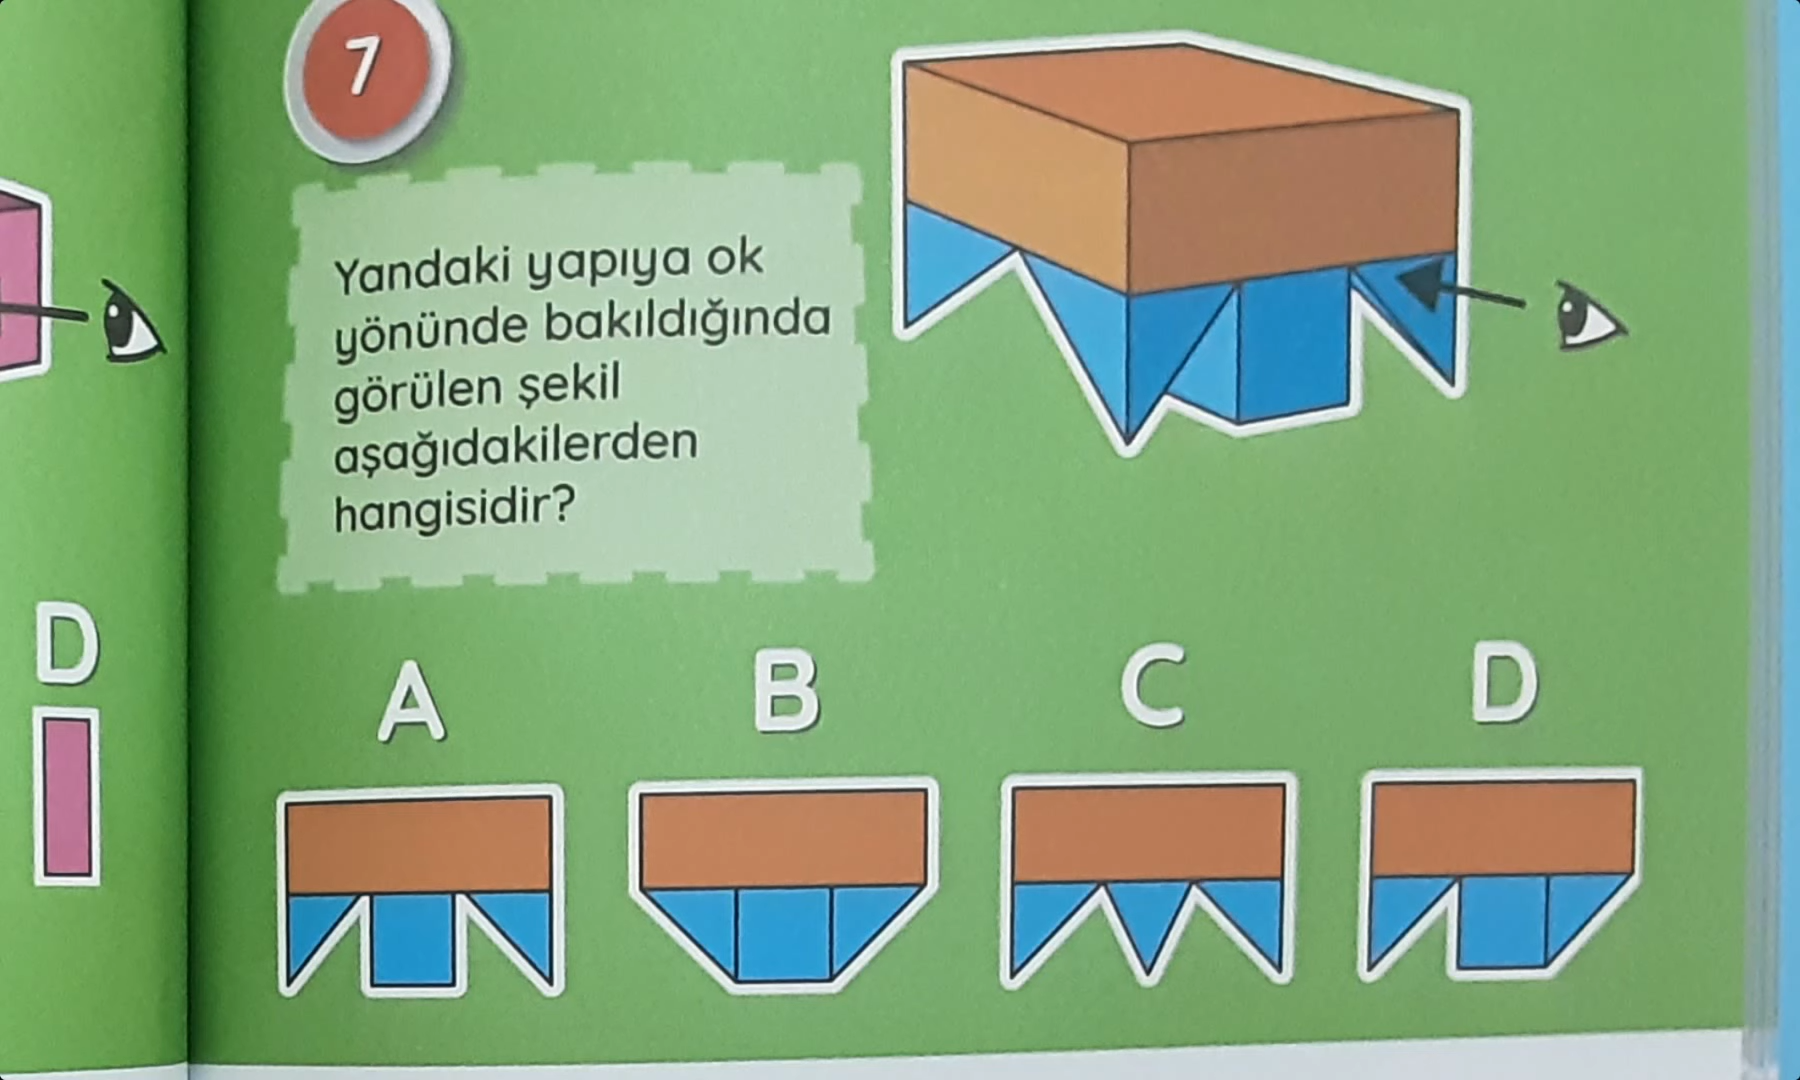 7
Yandaki yapıya ok
yönünde bakıldığında
görülen şekil
aşağıdakilerden
hangisidir?
D
A B C D